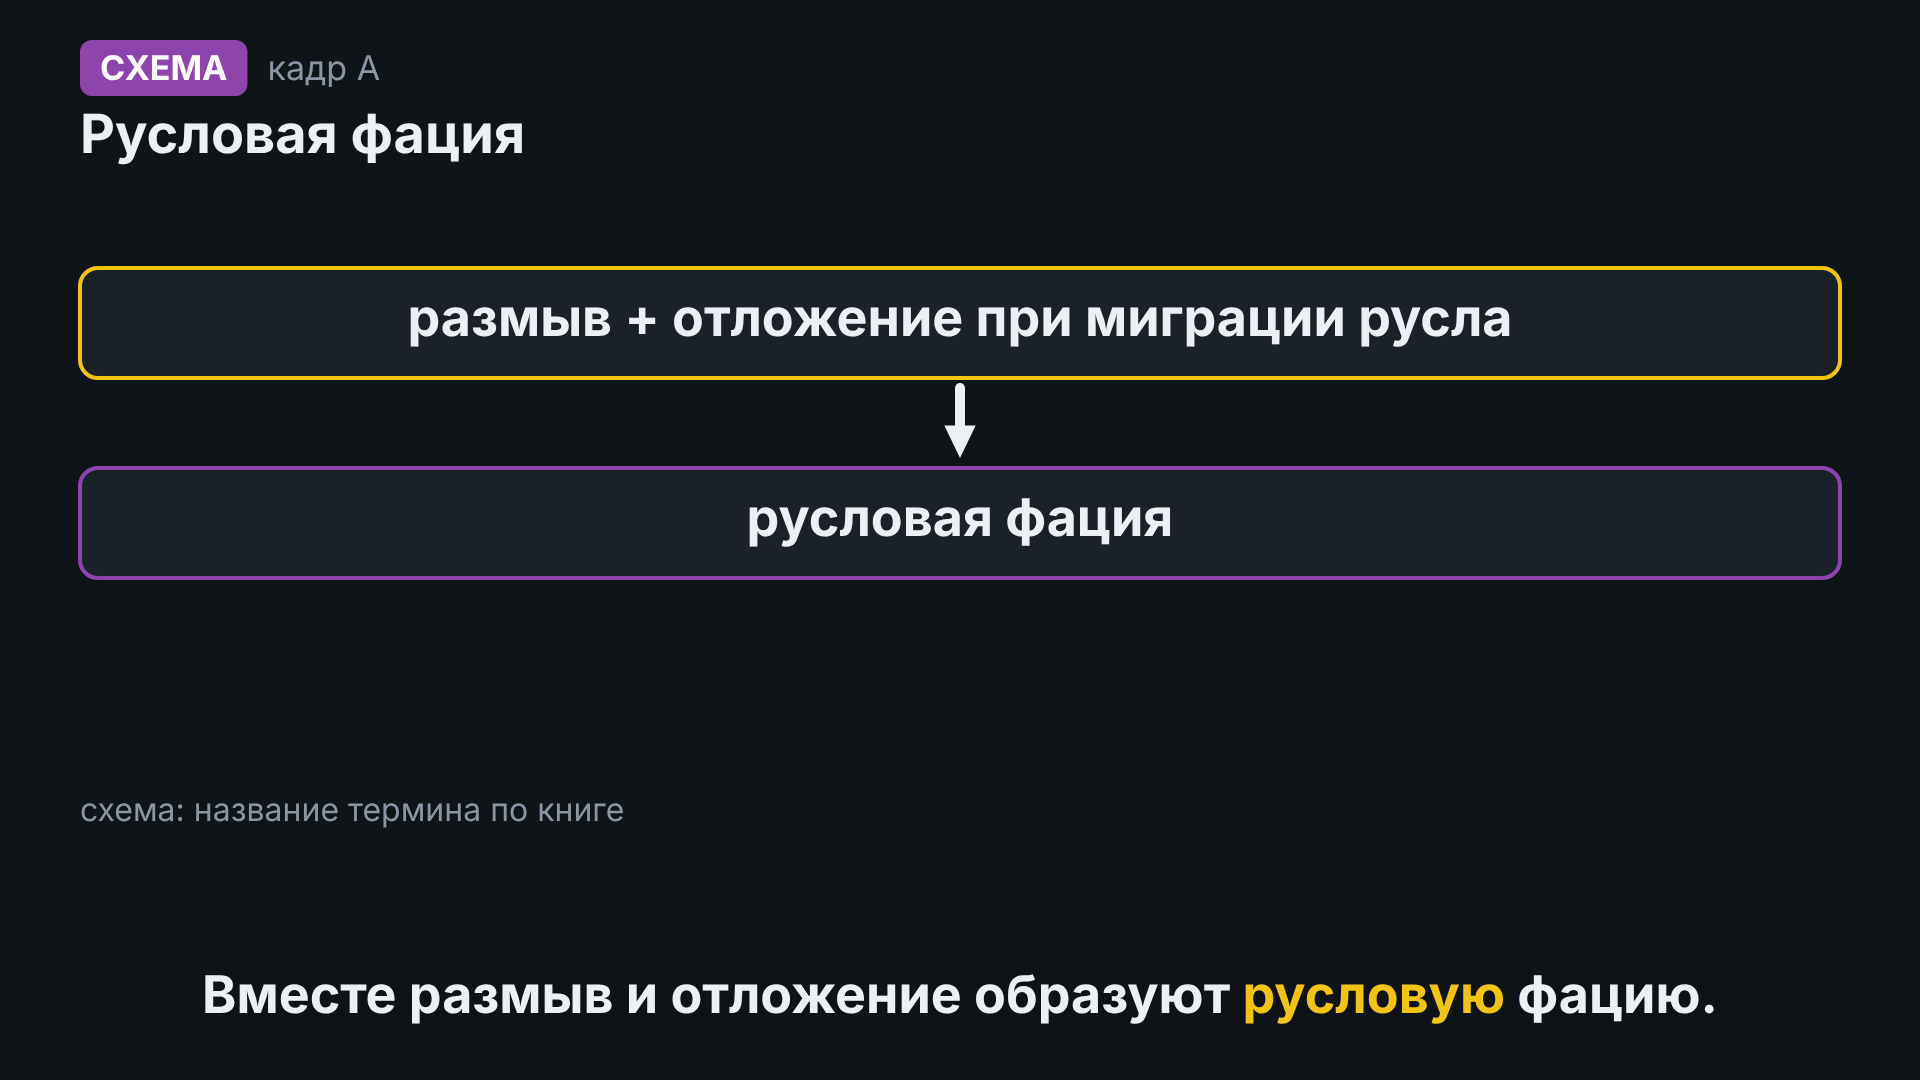 СХЕМА кадр А
Русловая фация
размыв + отложение при миграции русла
русловая фация
схема: название термина по книге
Вместе размыв и отложение образуют русловую фацию.